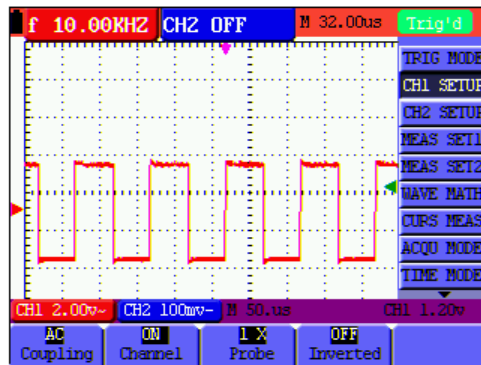 f 10.00KHZ CH2 OFF M 32.00us Trig'd
TRIG MODE
CH1 SETUP
CH2 SETUP
MEAS SET1
MEAS SET2
WAVE MATH
CURS MEAS
ACQU MODE
TIME MODE
CH1 2.00v~ CH2 100mv- M 50.us CH1 1.20v
AC ON 1 X OFF
Coupling Channel Probe Inverted